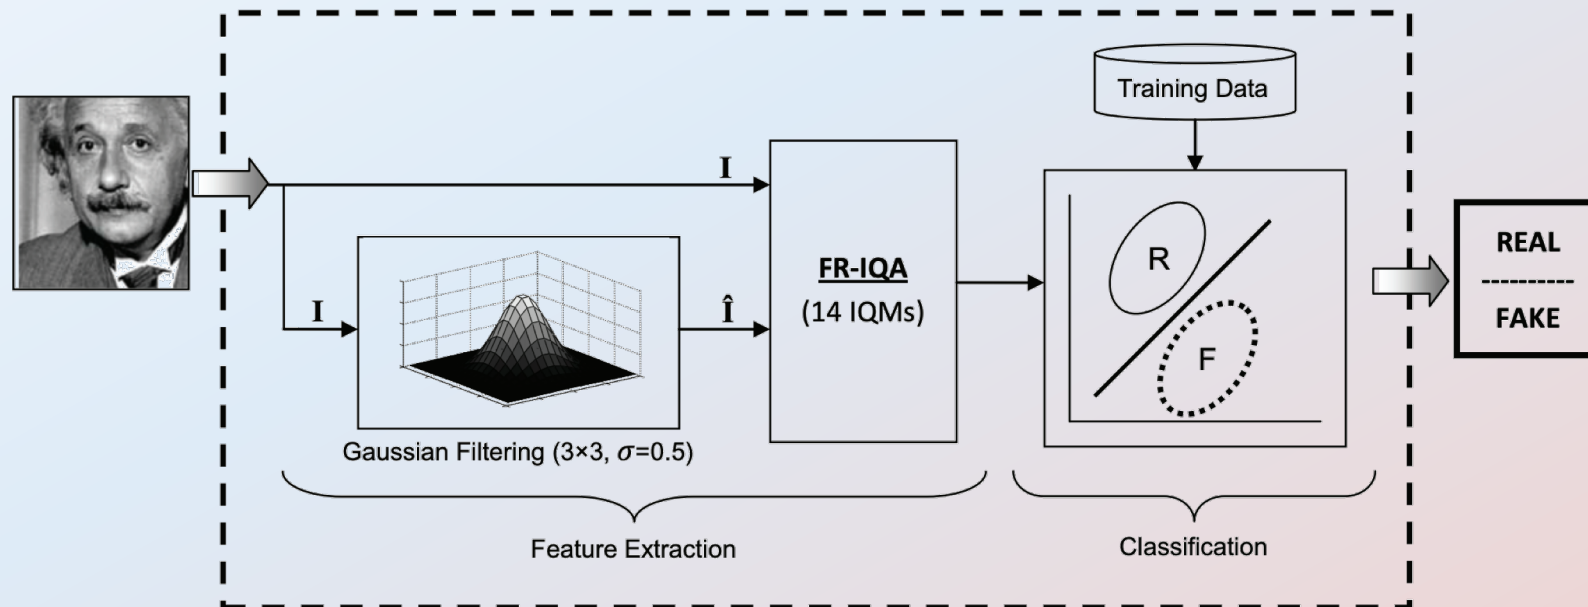 Training Data
I
I
Î
FR-IQA
(14 IQMs)
R
F
REAL
----------
FAKE
Gaussian Filtering (3×3, σ=0.5)
Feature Extraction
Classification